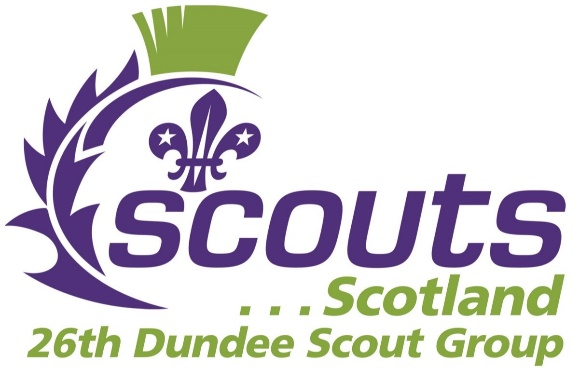 scouts
. . . Scotland
26th Dundee Scout Group